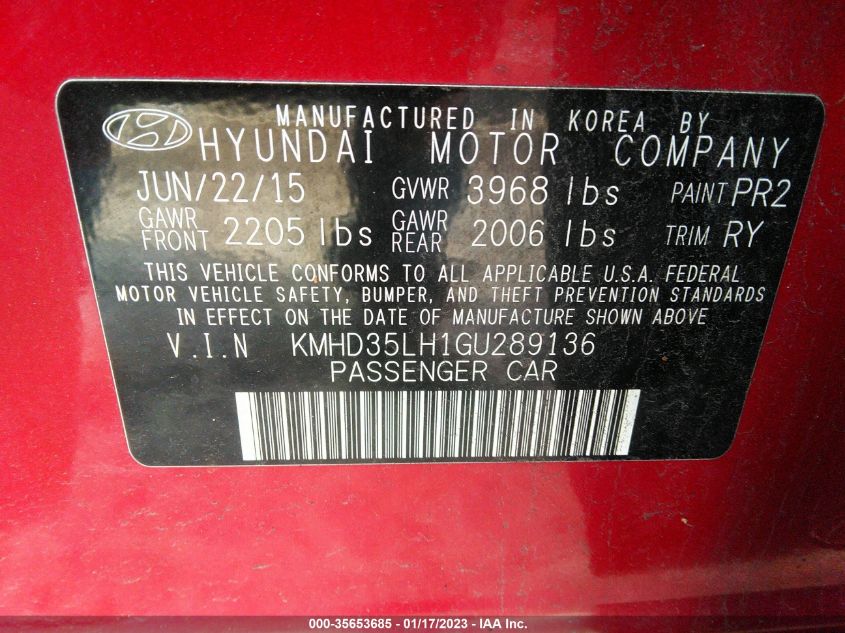 MANUFACTURED IN KOREA BY
HYUNDAI MOTOR COMPANY
JUN/22/15 GVWR 3968 lbs PAINT PR2
GAWR FRONT 2205 lbs GAWR REAR 2006 lbs TRIM RY
THIS VEHICLE CONFORMS TO ALL APPLICABLE U.S.A. FEDERAL
MOTOR VEHICLE SAFETY, BUMPER, AND THEFT PREVENTION STANDARDS
IN EFFECT ON THE DATE OF MANUFACTURE SHOWN ABOVE
V.I.N KMHD35LH1GU289136
PASSENGER CAR
000-35653685 - 01/17/2023 - IAA Inc.